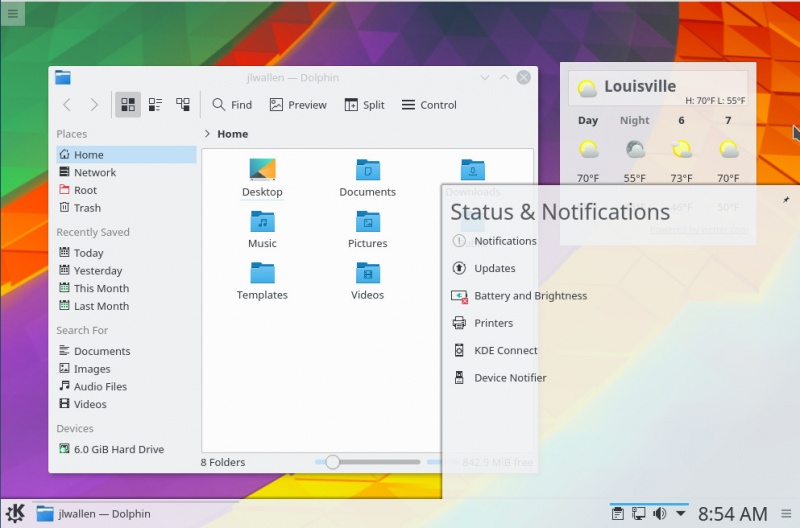 jlwallen — Dolphin
Find
Preview
Split
Control
Places
Home
Network
Root
Trash
Recently Saved
Today
Yesterday
This Month
Last Month
Search For
Documents
Images
Audio Files
Videos
Devices
6.0 GiB Hard Drive
Home
Desktop
Documents
Downloads
Music
Pictures
Templates
Videos
8 Folders
842.9 MiB free
Louisville
H: 70°F L: 55°F
Day Night 6 7
70°F 55°F 73°F 70°F
Status & Notifications
Notifications
Updates
Battery and Brightness
Printers
KDE Connect
Device Notifier
jlwallen — Dolphin
8:54 AM